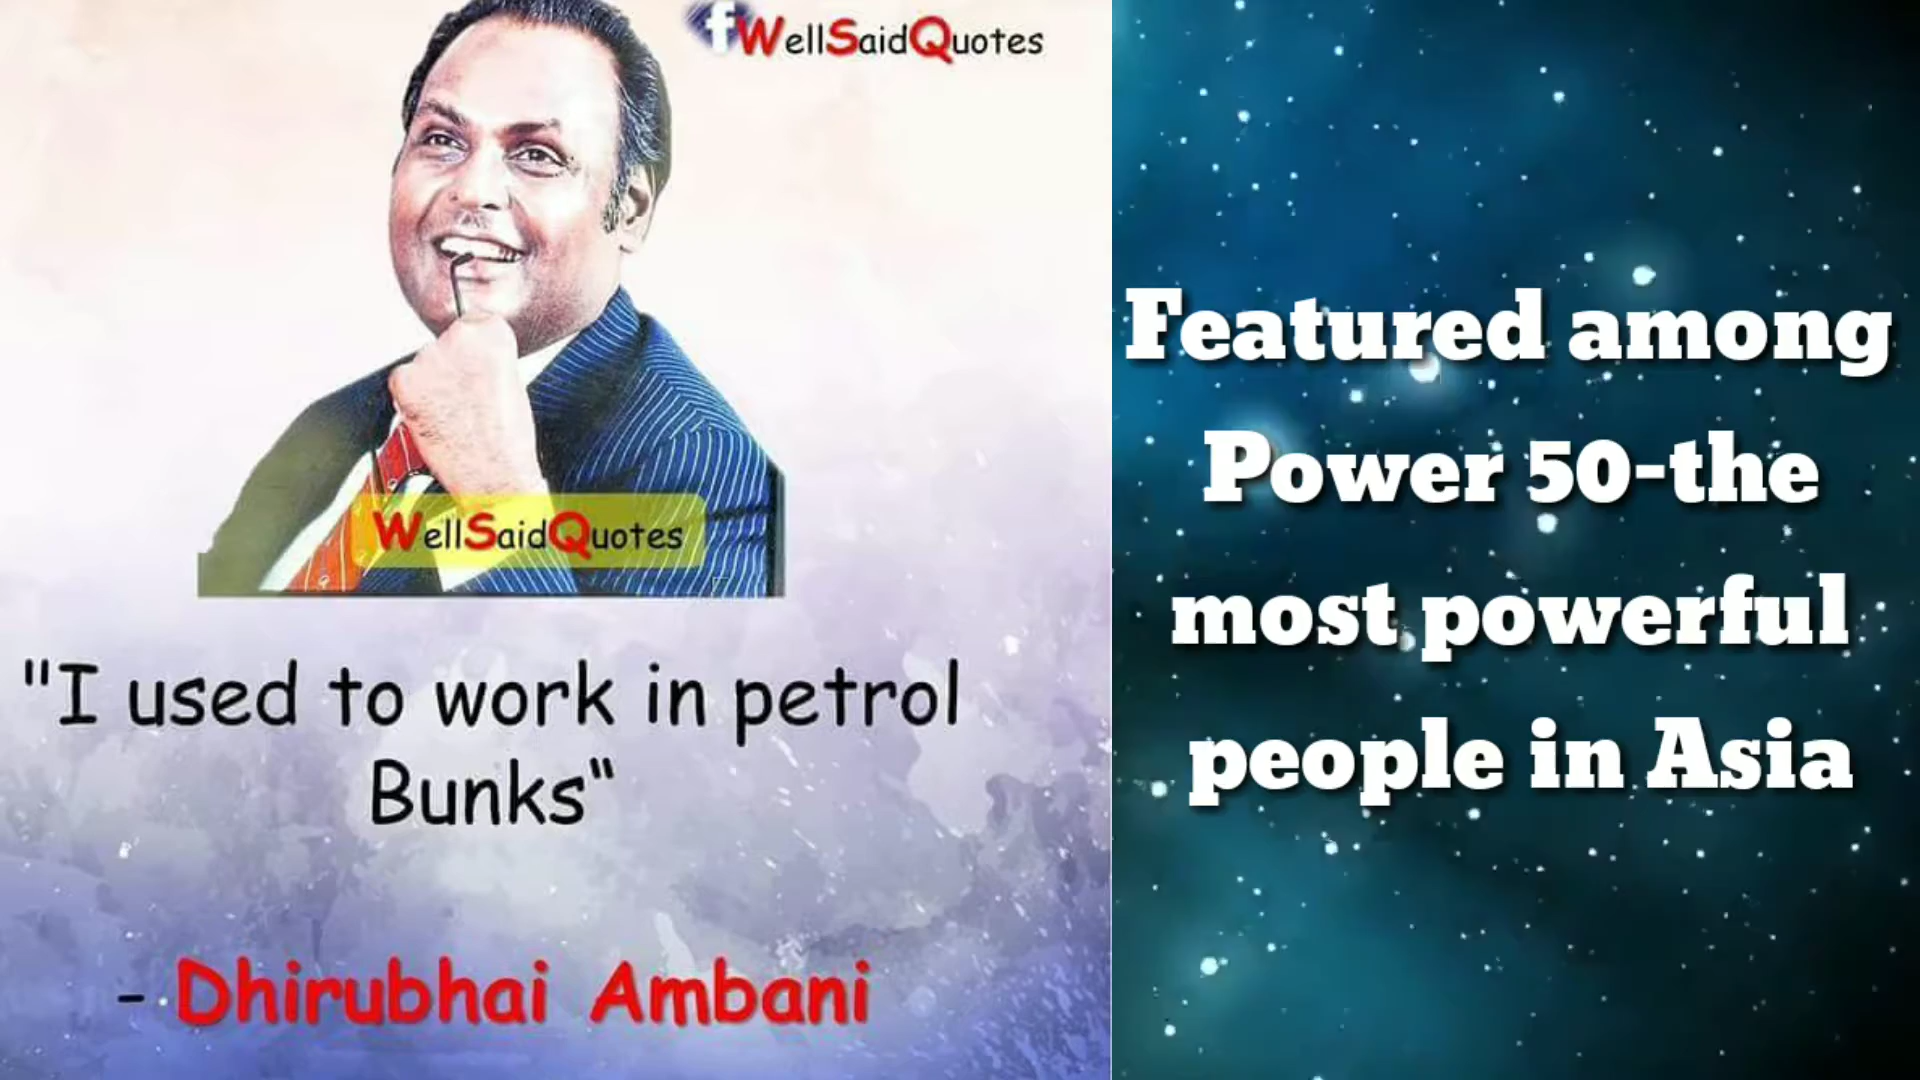 WellSaidQuotes
WellSaidQuotes
"I used to work in petrol
Bunks"
- Dhirubhai Ambani
Featured among
Power 50-the
most powerful
people in Asia